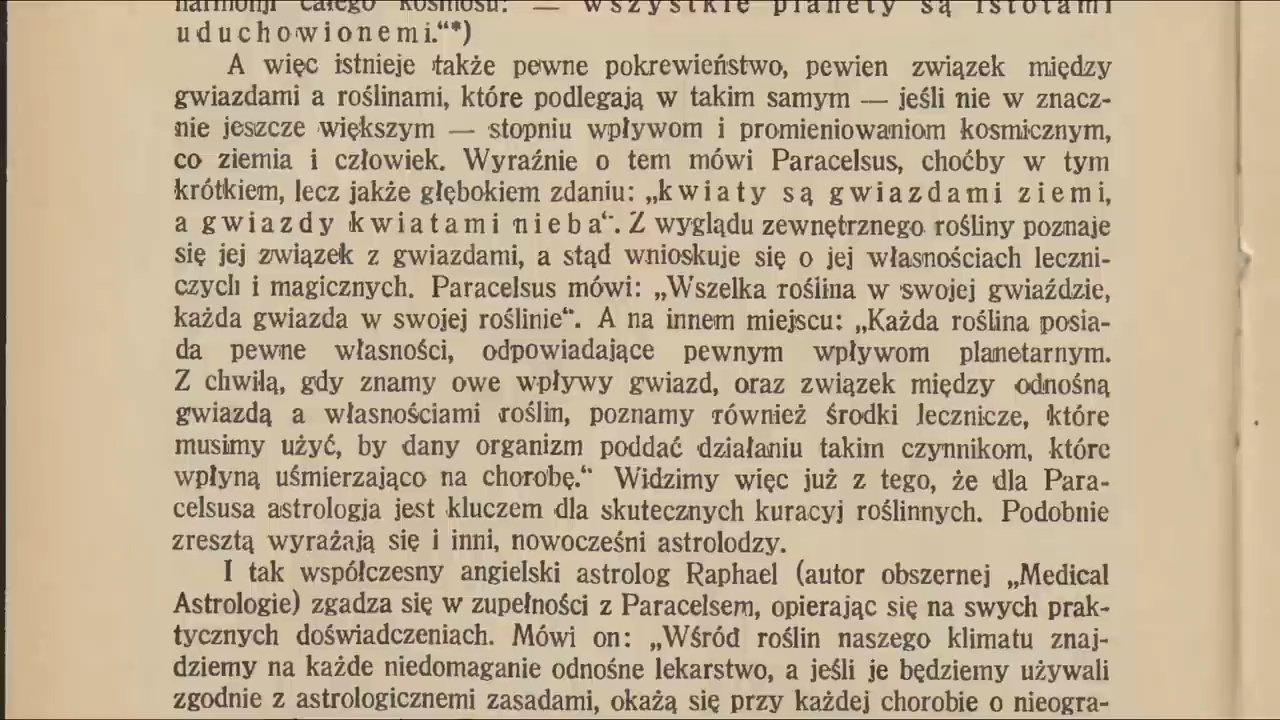 harmonji całego kosmosu: — wszystkie planety są istotami
uduchowionemi.“*)
A więc istnieje także pewne pokrewieństwo, pewien związek między
gwiazdami a roślinami, które podlegają w takim samym — jeśli nie w znacz-
nie jeszcze większym — stopniu wpływom i promieniowaniom kosmicznym,
co ziemia i człowiek. Wyraźnie o tem mówi Paracelsus, choćby w tym
krótkiem, lecz jakże głębokiem zdaniu: „kwiaty są gwiazdami ziemi,
a gwiazdy kwiatami nieba“. Z wyglądu zewnętrznego rośliny poznaje
się jej związek z gwiazdami, a stąd wnioskuje się o jej własnościach leczni-
czych i magicznych. Paracelsus mówi: „Wszelka roślina w swojej gwiaździe,
każda gwiazda w swojej roślinie“. A na innem miejscu: „Każda roślina posia-
da pewne własności, odpowiadające pewnym wpływom planetarnym.
Z chwilą, gdy znamy owe wpływy gwiazd, oraz związek między odnośną
gwiazdą a własnościami roślin, poznamy również środki lecznicze, które
musimy użyć, by dany organizm poddać działaniu takim czynnikom, które
wpłyną uśmierzająco na chorobę.“ Widzimy więc już z tego, że dla Para-
celsusa astrologja jest kluczem dla skutecznych kuracyj roślinnych. Podobnie
zresztą wyrażają się i inni, nowocześni astrolodzy.
I tak współczesny angielski astrolog Raphael (autor obszernej „Medical
Astrologie) zgadza się w zupełności z Paracelsem, opierając się na swych prak-
tycznych doświadczeniach. Mówi on: „Wśród roślin naszego klimatu znaj-
dziemy na każde niedomaganie odnośne lekarstwo, a jeśli je będziemy używali
zgodnie z astrologicznemi zasadami, okażą się przy każdej chorobie o nieogra-